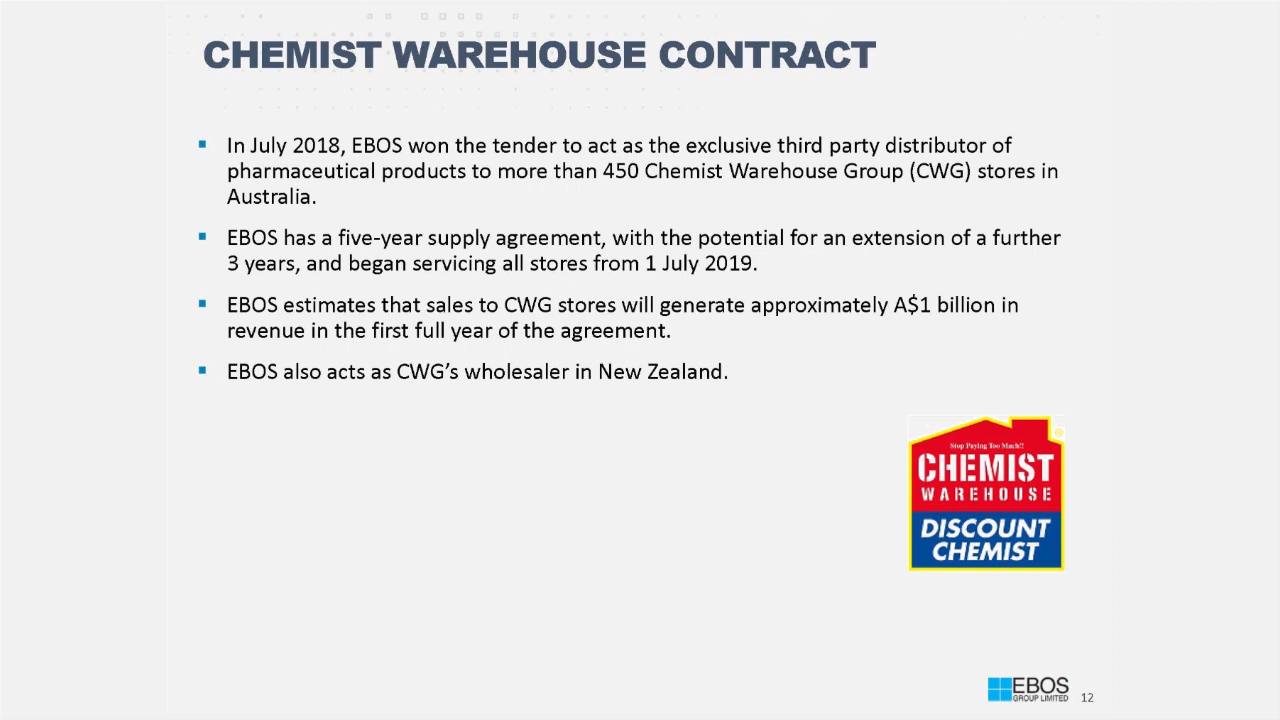 CHEMIST WAREHOUSE CONTRACT
▪ In July 2018, EBOS won the tender to act as the exclusive third party distributor of
pharmaceutical products to more than 450 Chemist Warehouse Group (CWG) stores in
Australia.
▪ EBOS has a five-year supply agreement, with the potential for an extension of a further
3 years, and began servicing all stores from 1 July 2019.
▪ EBOS estimates that sales to CWG stores will generate approximately A$1 billion in
revenue in the first full year of the agreement.
▪ EBOS also acts as CWG’s wholesaler in New Zealand.
Stop Paying Too Much!!
CHEMIST
WAREHOUSE
DISCOUNT
CHEMIST
EBOS
GROUP LIMITED
12